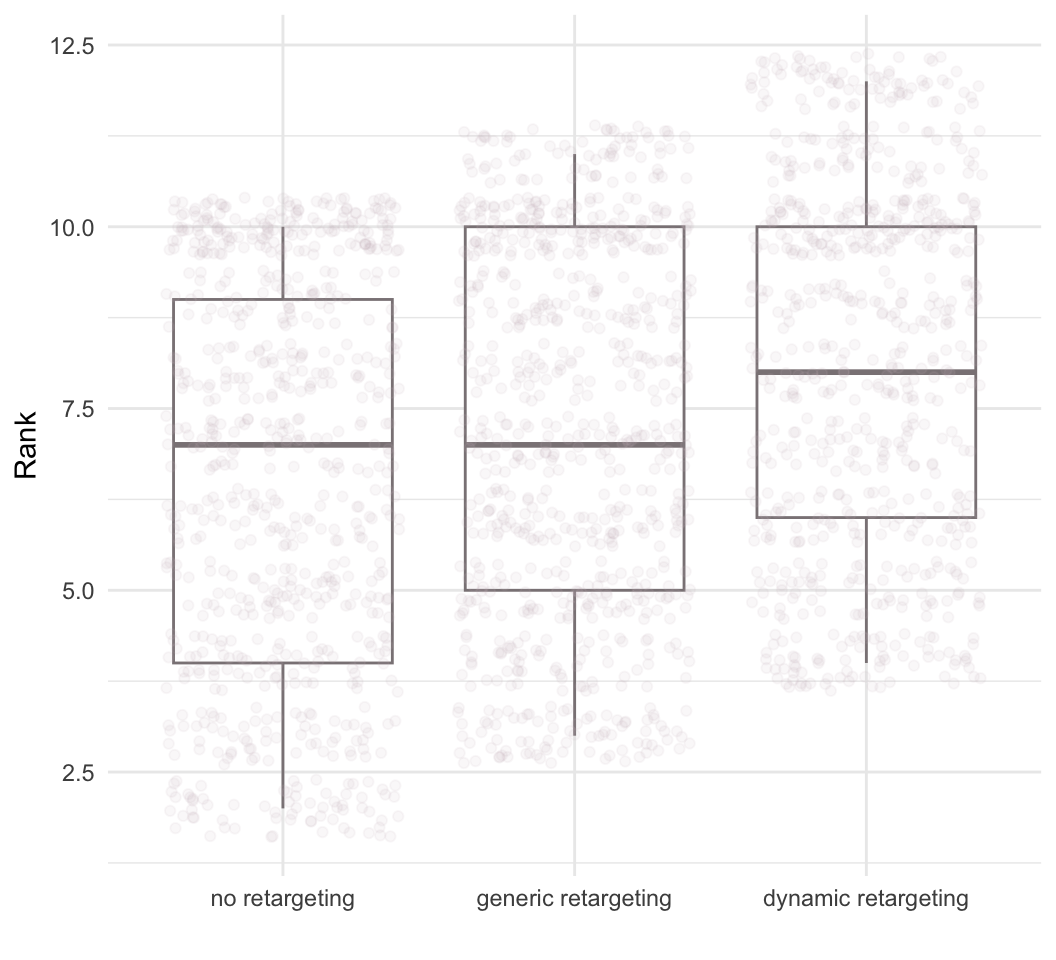 12.5
10.0
7.5
5.0
2.5
Rank
no retargeting
generic retargeting
dynamic retargeting